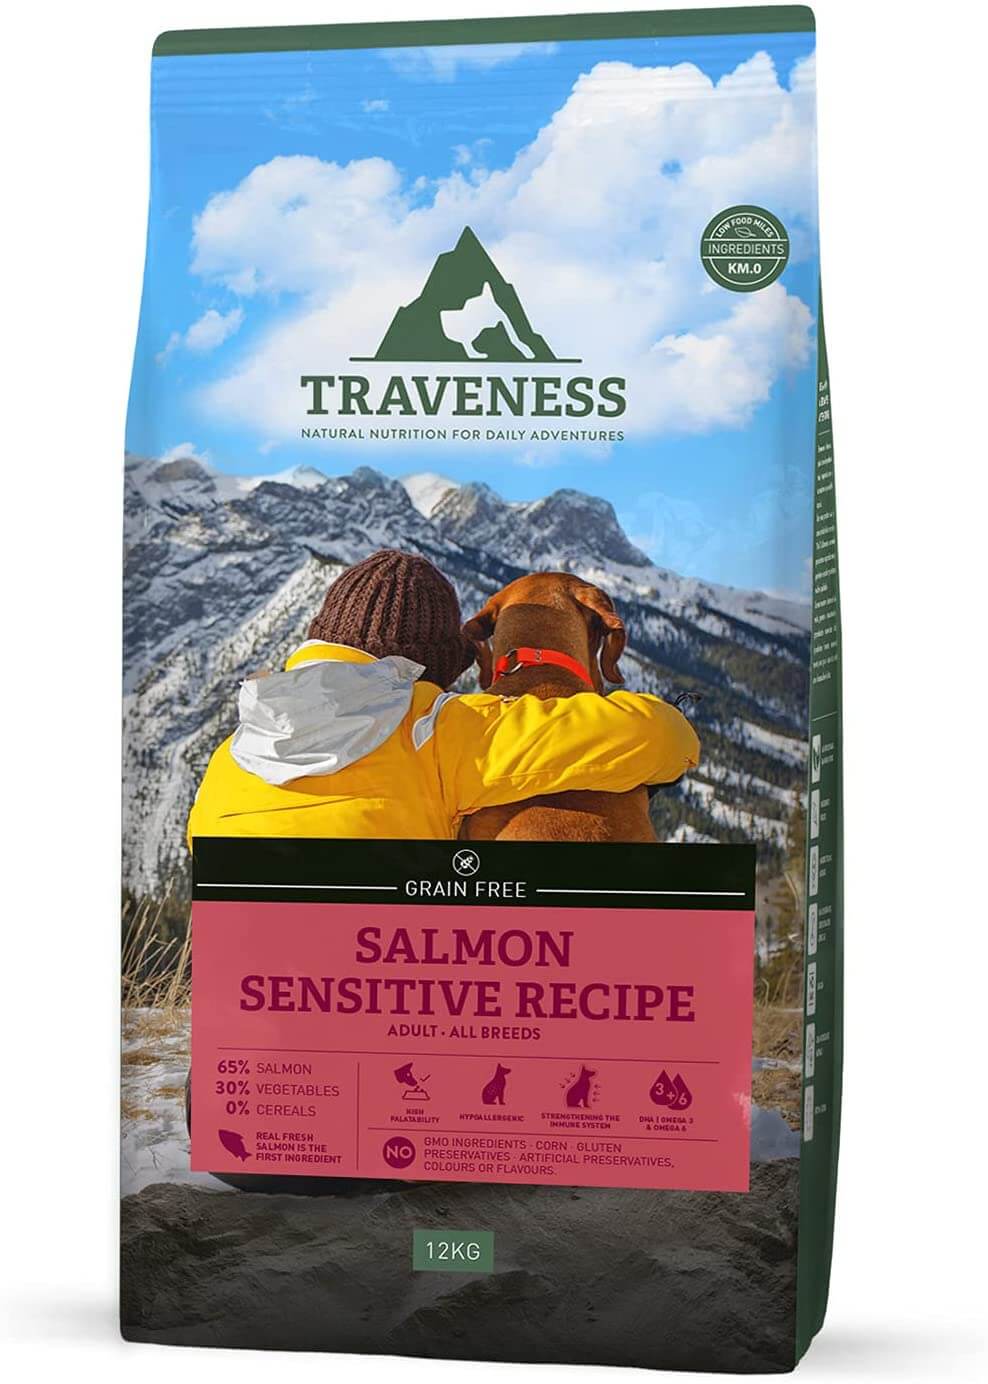 LOW FOOD MILES
INGREDIENTS
KM.0
TRAVENESS
NATURAL NUTRITION FOR DAILY ADVENTURES
GRAIN FREE
SALMON
SENSITIVE RECIPE
ADULT · ALL BREEDS
65% SALMON
30% VEGETABLES
0% CEREALS
REAL FRESH
SALMON IS THE
FIRST INGREDIENT
HIGH
PALATABILITY
HYPOALLERGENIC
STRENGTHENING THE
IMMUNE SYSTEM
3+6
DHA | OMEGA 3
& OMEGA 6
NO
GMO INGREDIENTS · CORN · GLUTEN
PRESERVATIVES · ARTIFICIAL PRESERVATIVES,
COLOURS OR FLAVOURS.
12KG